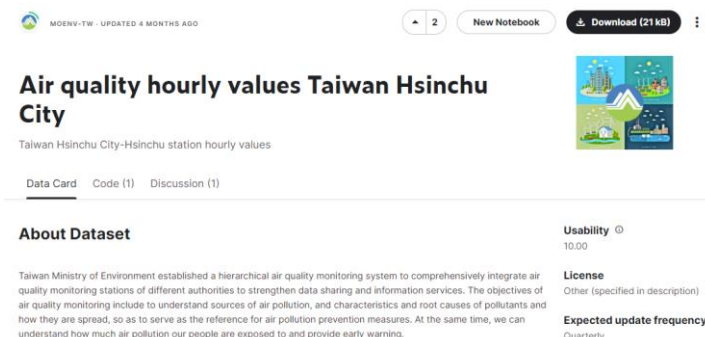 MOENV-TW · UPDATED 4 MONTHS AGO
2
New Notebook
Download (21 kB)
Air quality hourly values Taiwan Hsinchu
City
Taiwan Hsinchu City-Hsinchu station hourly values
Data Card Code (1) Discussion (1)
About Dataset
Taiwan Ministry of Environment established a hierarchical air quality monitoring system to comprehensively integrate air
quality monitoring stations of different authorities to strengthen data sharing and information services. The objectives of
air quality monitoring include to understand sources of air pollution, and characteristics and root causes of pollutants and
how they are spread, so as to serve as the reference for air pollution prevention measures. At the same time, we can
understand how much air pollution our people are exposed to and provide early warning.
Usability
10.00
License
Other (specified in description)
Expected update frequency
Quarterly